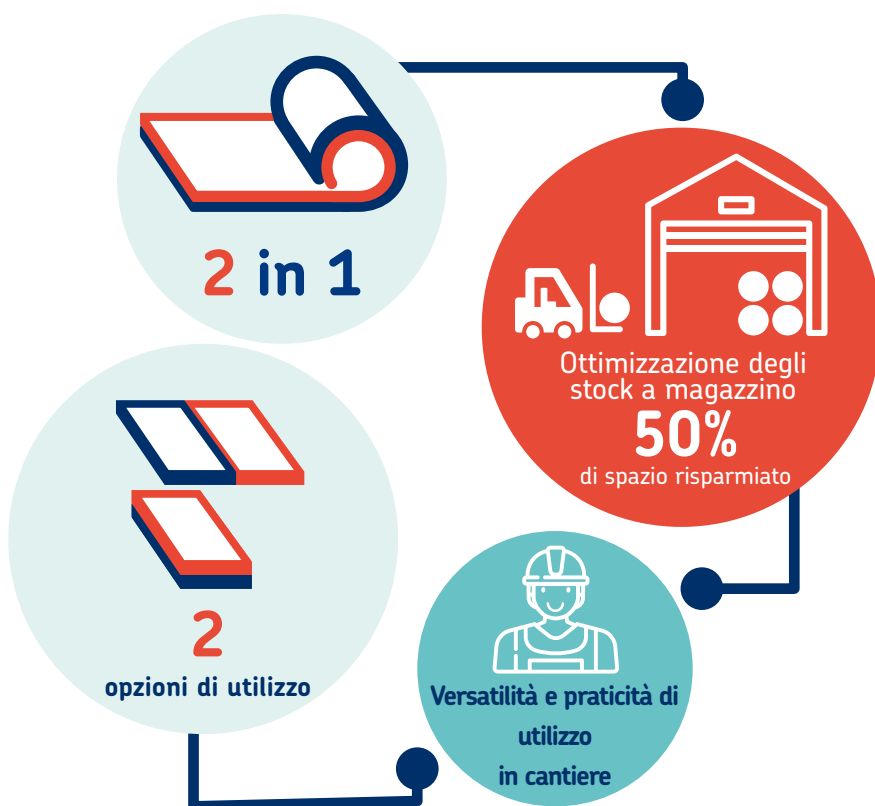 2 in 1
Ottimizzazione degli
stock a magazzino
50%
di spazio risparmiato
2
opzioni di utilizzo
Versatilità e praticità di
utilizzo
in cantiere